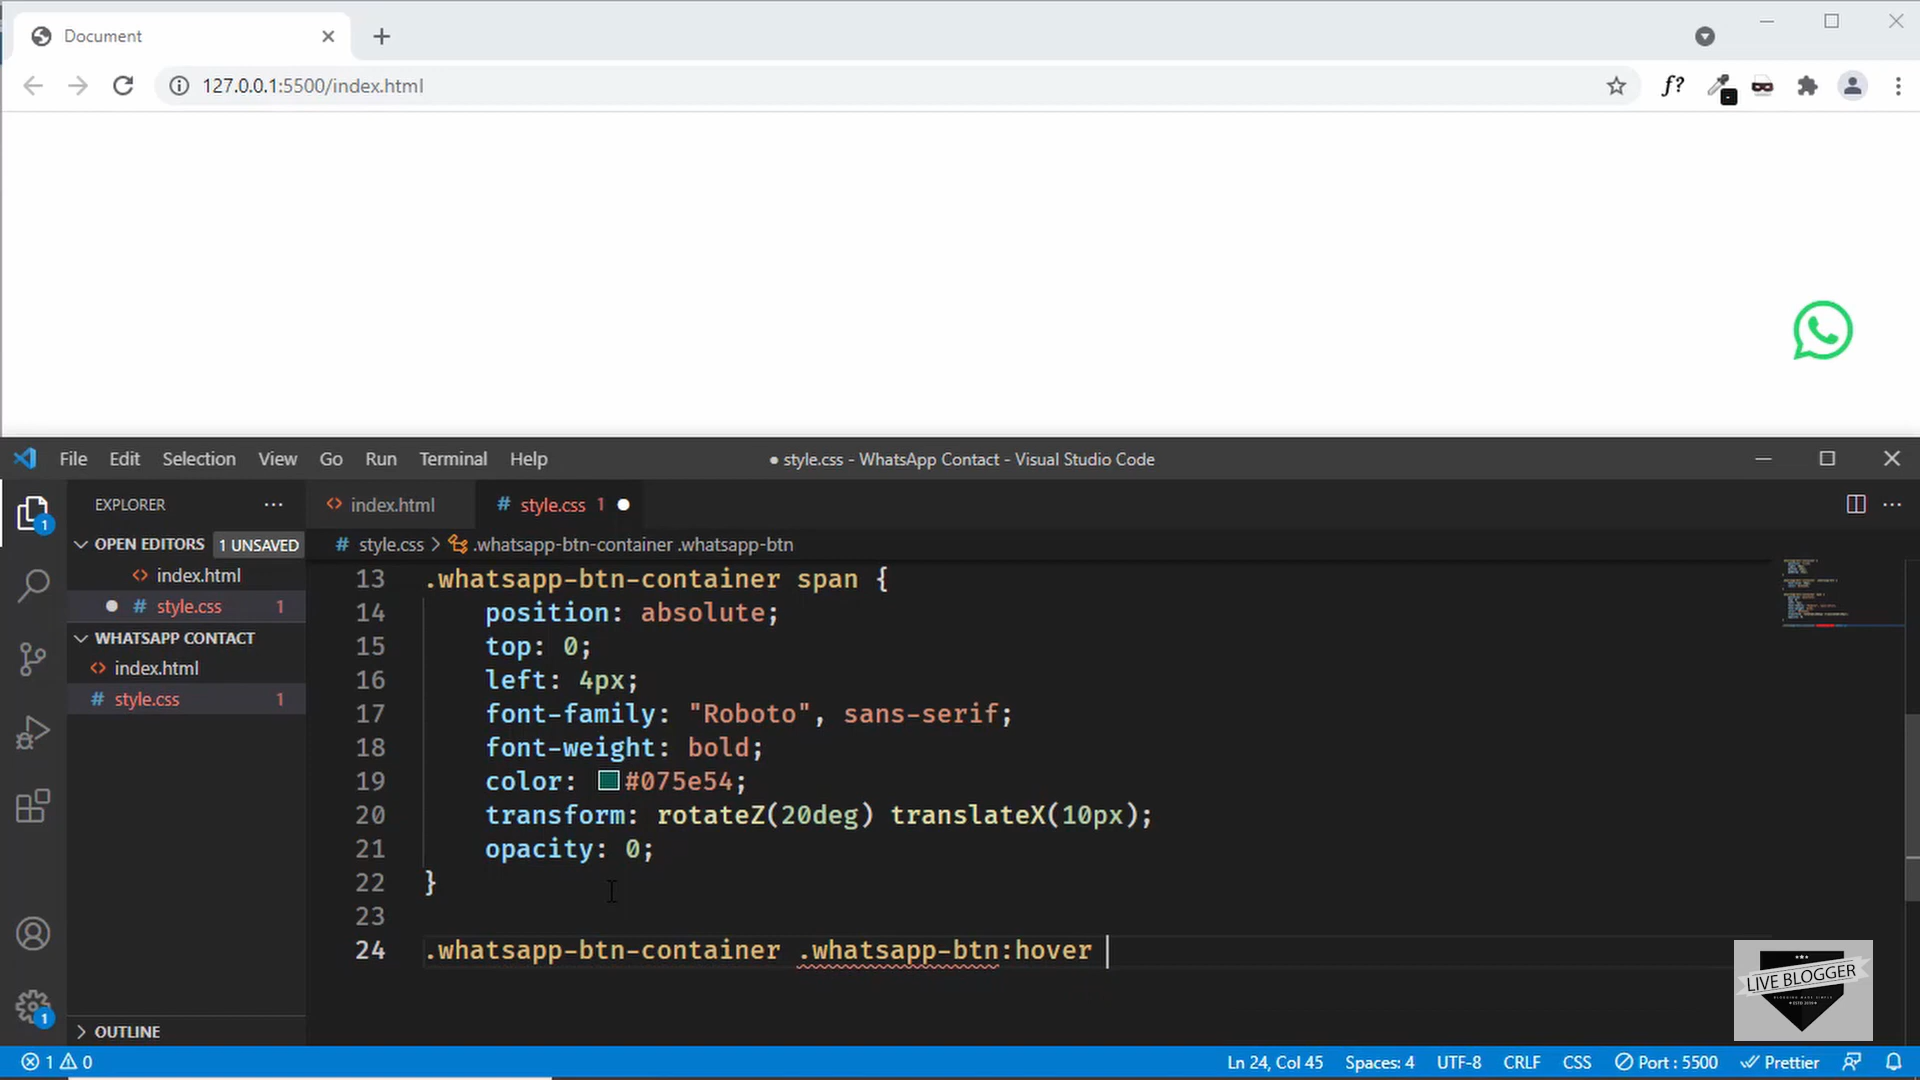 Document
127.0.0.1:5500/index.html
f?
File Edit Selection View Go Run Terminal Help
● style.css - WhatsApp Contact - Visual Studio Code
EXPLORER
index.html
# style.css 1
OPEN EDITORS 1 UNSAVED
# style.css > .whatsapp-btn-container .whatsapp-btn
index.html
# style.css 1
WHATSAPP CONTACT
index.html
# style.css 1
13 .whatsapp-btn-container span {
14 position: absolute;
15 top: 0;
16 left: 4px;
17 font-family: "Roboto", sans-serif;
18 font-weight: bold;
19 color: #075e54;
20 transform: rotateZ(20deg) translateX(10px);
21 opacity: 0;
22 }
23
24 .whatsapp-btn-container .whatsapp-btn:hover
1
1
OUTLINE
LIVE BLOGGER
1 0
Ln 24, Col 45 Spaces: 4 UTF-8 CRLF CSS Port : 5500 Prettier